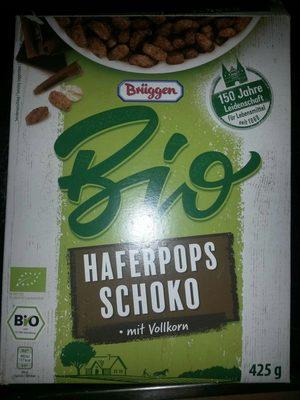 Brüggen
150 Jahre
Leidenschaft
für Lebensmittel
seit 1868
Bio
HAFERPOPS
SCHOKO
• mit Vollkorn
BIO
425 g